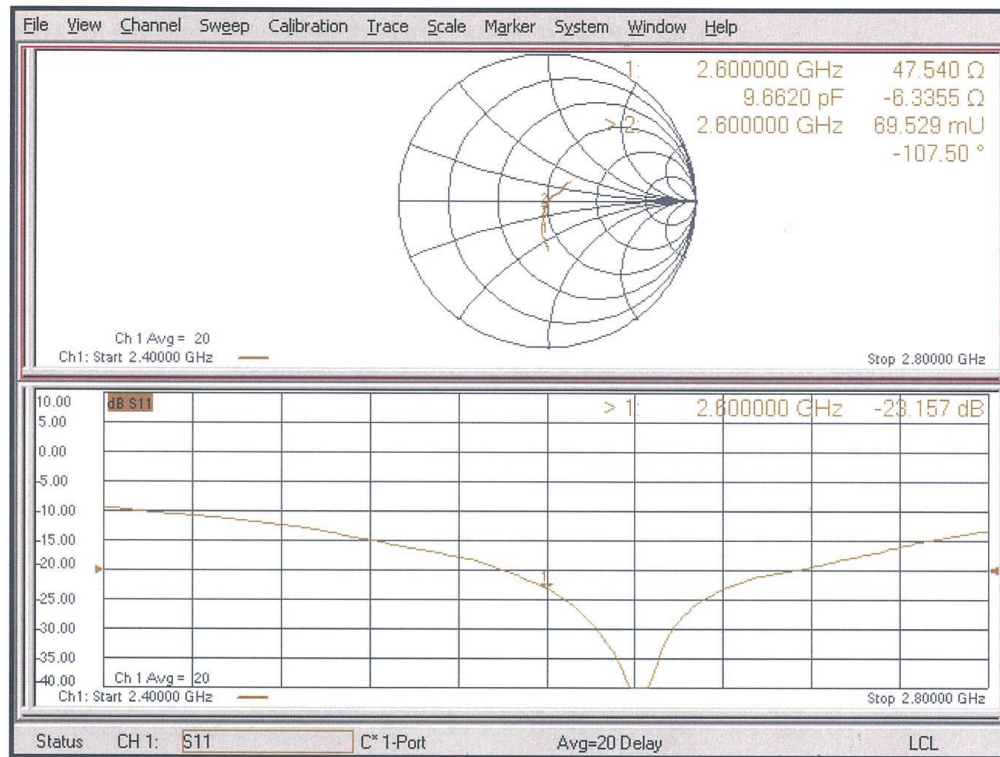 File View Channel Sweep Calibration Trace Scale Marker System Window Help
1: 2.600000 GHz 47.540 Ω
9.6620 pF -6.3355 Ω
> 2: 2.600000 GHz 69.529 mU
-107.50 °
Ch 1 Avg = 20
Ch1: Start 2.40000 GHz
Stop 2.80000 GHz
10.00
dB S11
> 1: 2.600000 GHz -23.157 dB
5.00
0.00
-5.00
-10.00
-15.00
-20.00
1
-25.00
-30.00
-35.00
-40.00
Ch 1 Avg = 20
Ch1: Start 2.40000 GHz
Stop 2.80000 GHz
Status CH 1: S11 C* 1-Port Avg=20 Delay LCL